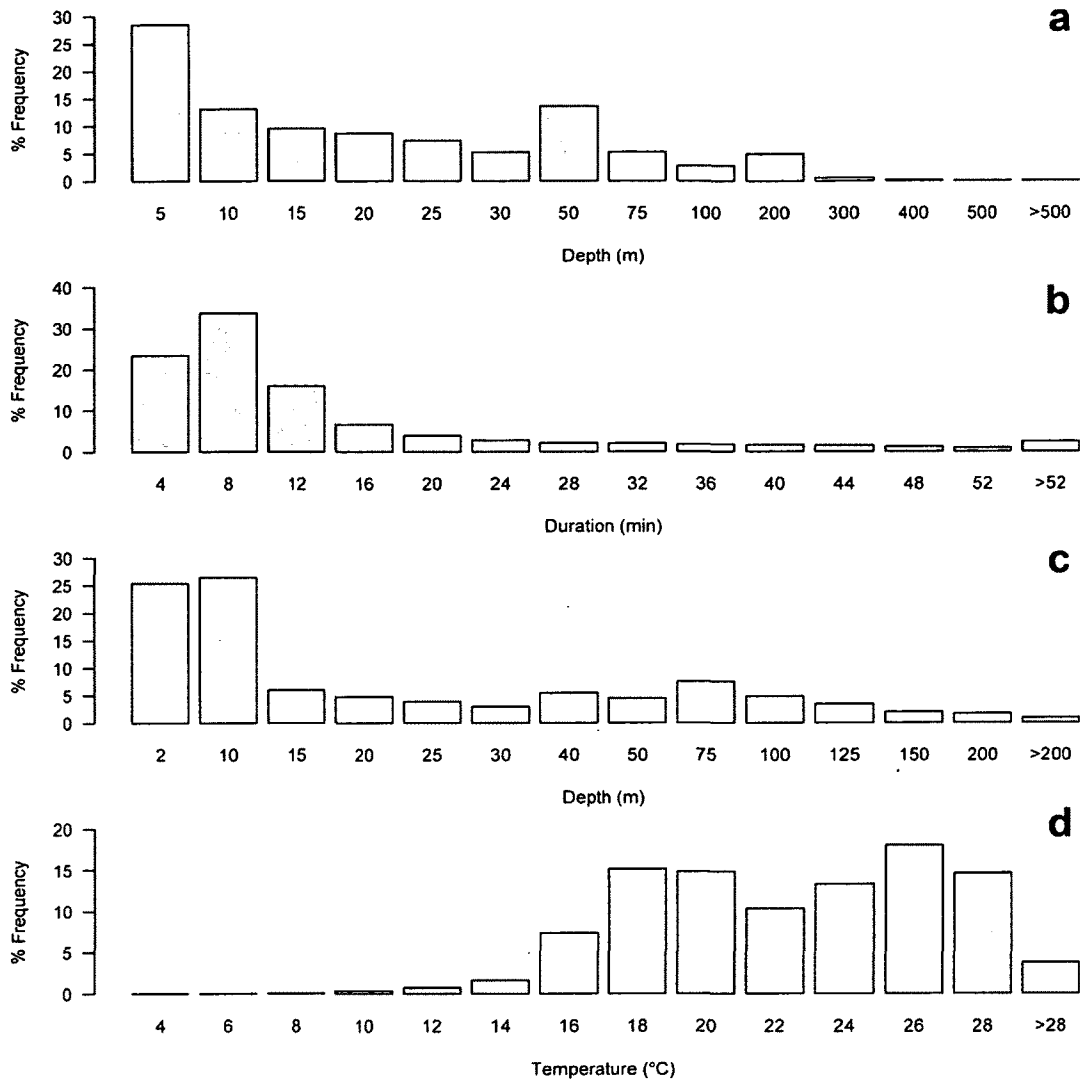 a
% Frequency
30
25
20
15
10
5
0
5 10 15 20 25 30 50 75 100 200 300 400 500 >500
Depth (m)
b
% Frequency
40
30
20
10
0
4 8 12 16 20 24 28 32 36 40 44 48 52 >52
Duration (min)
c
% Frequency
30
25
20
15
10
5
0
2 10 15 20 25 30 40 50 75 100 125 150 200 >200
Depth (m)
d
% Frequency
20
15
10
5
0
4 6 8 10 12 14 16 18 20 22 24 26 28 >28
Temperature (°C)